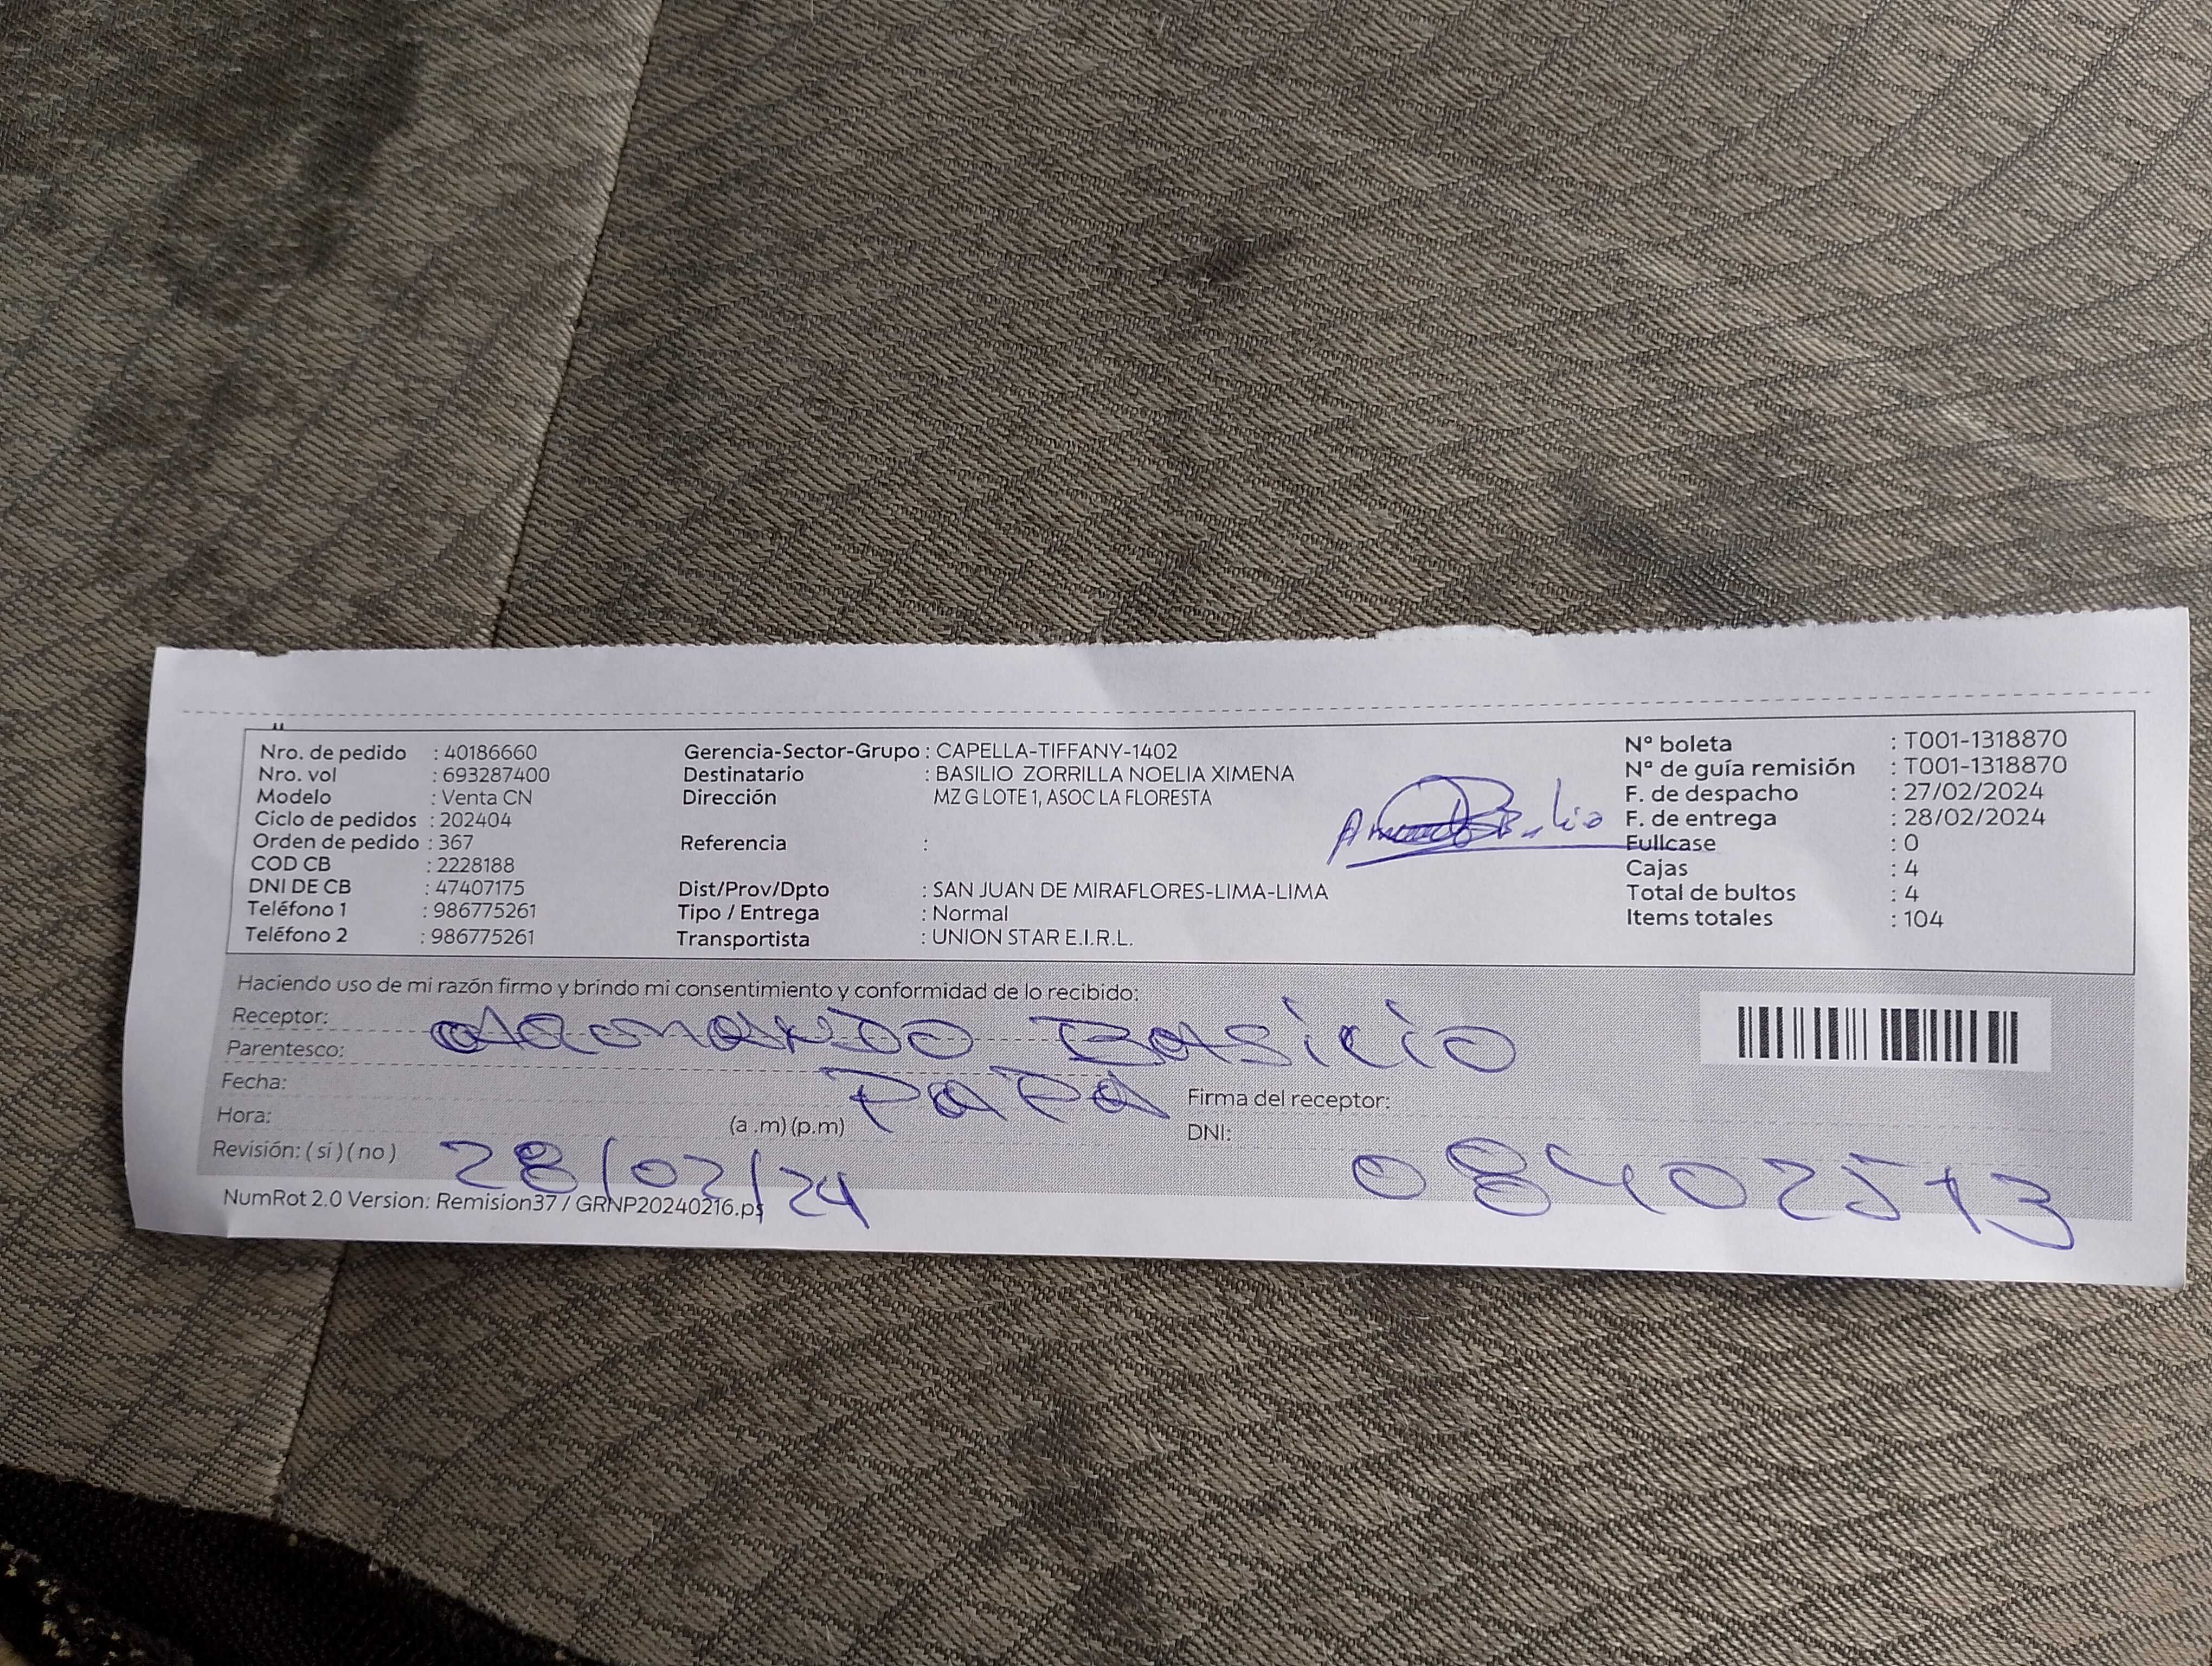 Nro. de pedido : 40186660
Nro. vol : 693287400
Modelo : Venta CN
Ciclo de pedidos : 202404
Orden de pedido : 367
COD CB : 2228188
DNI DE CB : 47407175
Teléfono 1 : 986775261
Teléfono 2 : 986775261
Gerencia-Sector-Grupo : CAPELLA-TIFFANY-1402
Destinatario : BASILIO ZORRILLA NOELIA XIMENA
Dirección MZ G LOTE 1, ASOC LA FLORESTA
Referencia :
Dist/Prov/Dpto : SAN JUAN DE MIRAFLORES-LIMA-LIMA
Tipo / Entrega : Normal
Transportista : UNION STAR E.I.R.L.
N° boleta : T001-1318870
N° de guía remisión : T001-1318870
F. de despacho : 27/02/2024
F. de entrega : 28/02/2024
Fullcase : 0
Cajas : 4
Total de bultos : 4
Items totales : 104
Haciendo uso de mi razón firmo y brindo mi consentimiento y conformidad de lo recibido:
Receptor:
Parentesco: PAPA
Fecha:
Hora: (a .m) (p.m)
Firma del receptor:
DNI:
Revisión: ( sí ) ( no ) 28/02/24
NumRot 2.0 Version: Remision37 / GRNP20240216.ps